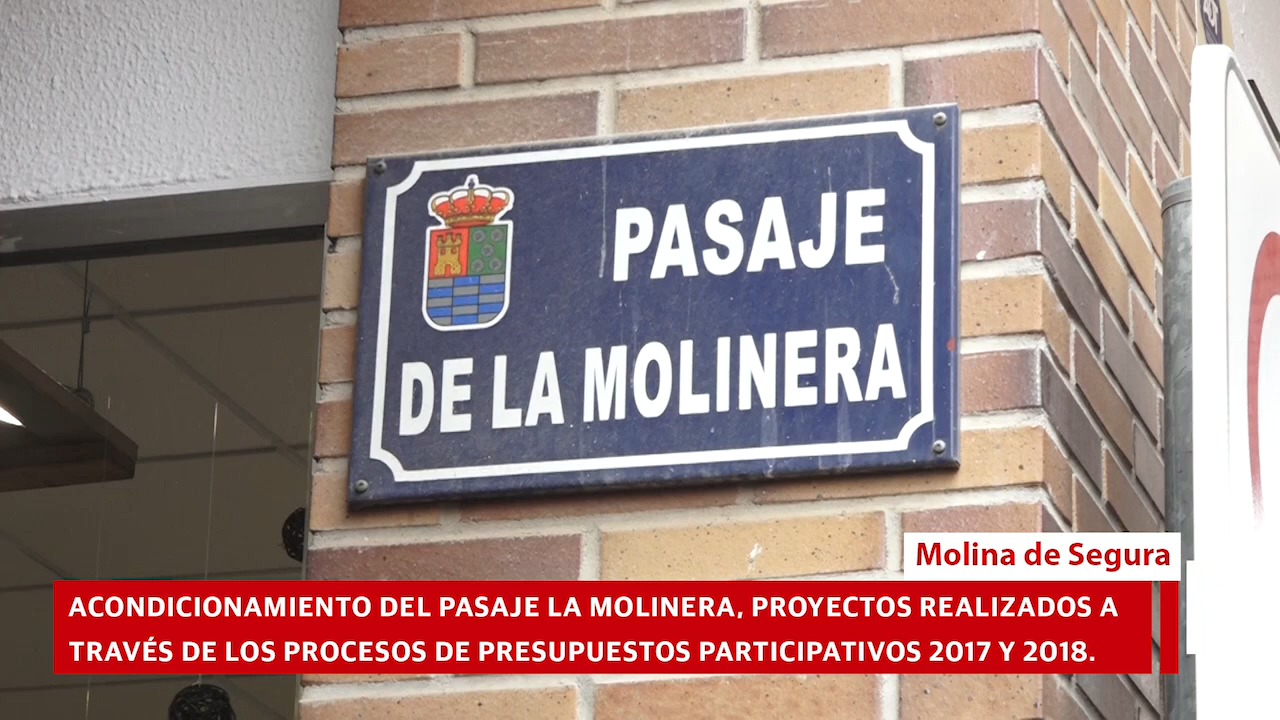 PASAJE
DE LA MOLINERA
Molina de Segura
ACONDICIONAMIENTO DEL PASAJE LA MOLINERA, PROYECTOS REALIZADOS A
TRAVÉS DE LOS PROCESOS DE PRESUPUESTOS PARTICIPATIVOS 2017 Y 2018.